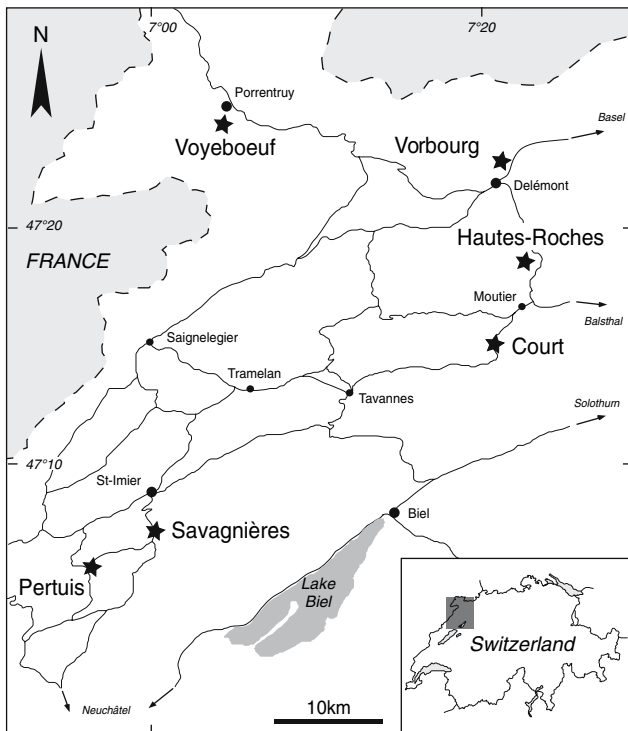 7°00
7°20
N
Porrentruy
Voyeboeuf
Basel
Vorbourg
Delémont
47°20
Hautes-Roches
FRANCE
Moutier
Balsthal
Saignelegier
Court
Tramelan
Tavannes
Solothurn
47°10
St-Imier
Biel
Savagnières
Pertuis
Lake
Biel
Switzerland
Neuchâtel
10km